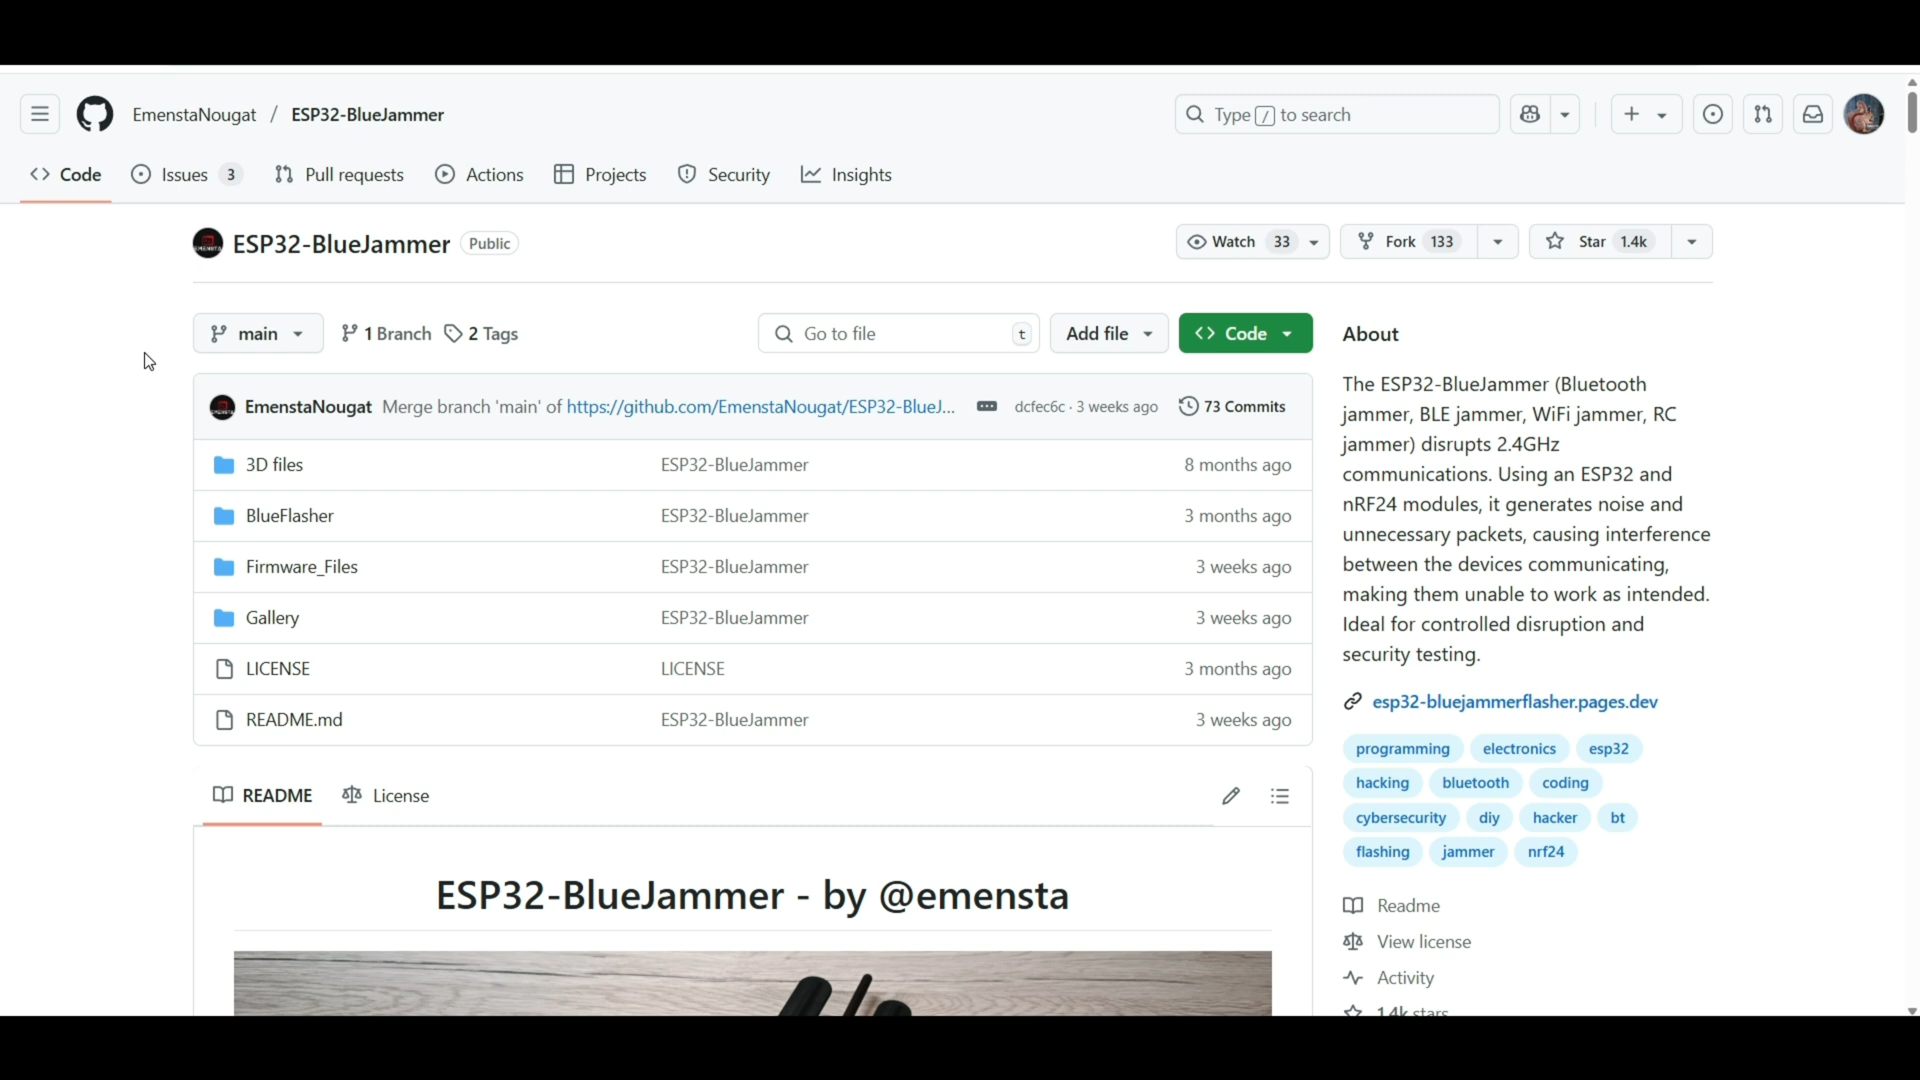 EmenstaNougat / ESP32-BlueJammer
Type / to search
Code
Issues 3
Pull requests
Actions
Projects
Security
Insights
ESP32-BlueJammer Public
Watch 33
Fork 133
Star 1.4k
main
1 Branch
2 Tags
Go to file t
Add file
Code
EmenstaNougat Merge branch 'main' of https://github.com/EmenstaNougat/ESP32-BlueJ... dcfec6c · 3 weeks ago 73 Commits
3D files ESP32-BlueJammer 8 months ago
BlueFlasher ESP32-BlueJammer 3 months ago
Firmware_Files ESP32-BlueJammer 3 weeks ago
Gallery ESP32-BlueJammer 3 weeks ago
LICENSE LICENSE 3 months ago
README.md ESP32-BlueJammer 3 weeks ago
README License
ESP32-BlueJammer - by @emensta
About
The ESP32-BlueJammer (Bluetooth
jammer, BLE jammer, WiFi jammer, RC
jammer) disrupts 2.4GHz
communications. Using an ESP32 and
nRF24 modules, it generates noise and
unnecessary packets, causing interference
between the devices communicating,
making them unable to work as intended.
Ideal for controlled disruption and
security testing.
esp32-bluejammerflasher.pages.dev
programming electronics esp32
hacking bluetooth coding
cybersecurity diy hacker bt
flashing jammer nrf24
Readme
View license
Activity
1.4k stars